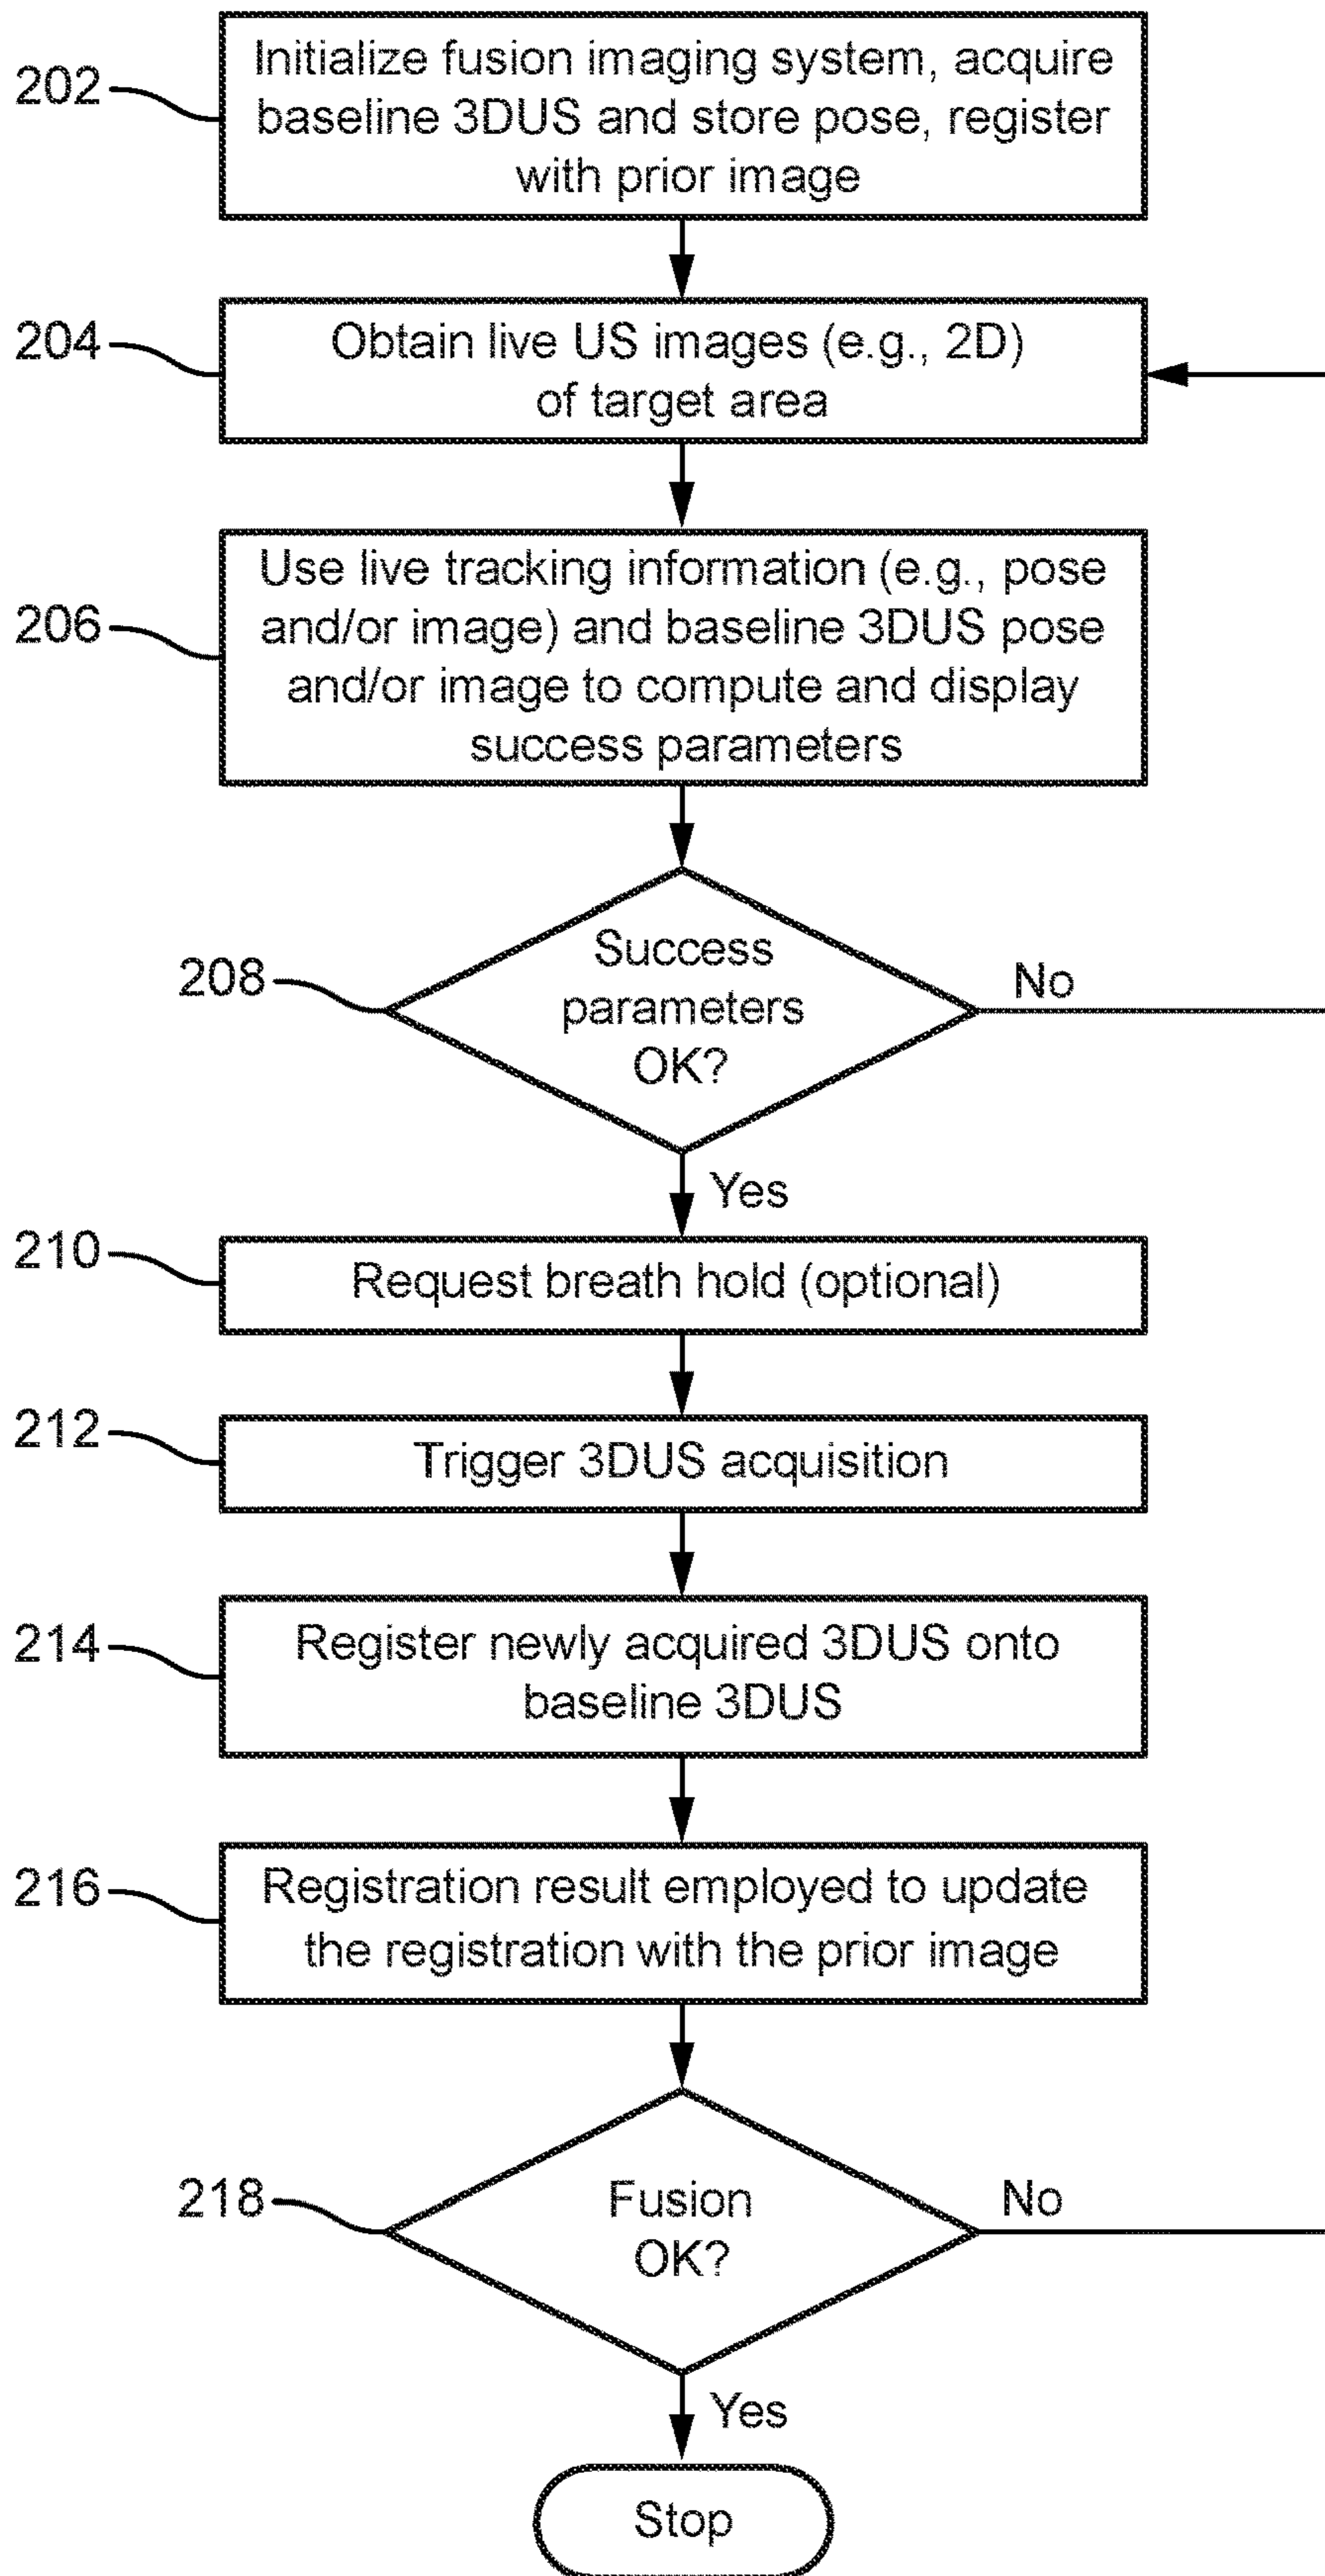 202
Initialize fusion imaging system, acquire
baseline 3DUS and store pose, register
with prior image
204
Obtain live US images (e.g., 2D)
of target area
206
Use live tracking information (e.g., pose
and/or image) and baseline 3DUS pose
and/or image to compute and display
success parameters
208
Success
parameters
OK?
No
Yes
210
Request breath hold (optional)
212
Trigger 3DUS acquisition
214
Register newly acquired 3DUS onto
baseline 3DUS
216
Registration result employed to update
the registration with the prior image
218
Fusion
OK?
No
Yes
Stop